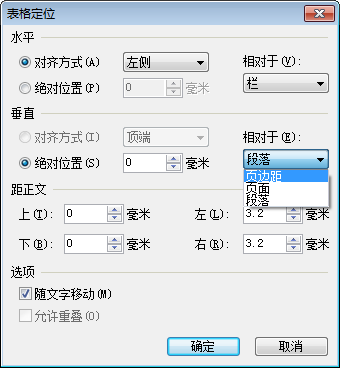 表格定位
水平
对齐方式(A) 左侧 相对于(V):
绝对位置(P) 0 毫米 栏
垂直
对齐方式(I) 顶端 相对于(E):
绝对位置(S) 0 毫米 段落
页边距
页面
段落
距正文
上(T): 0 毫米 左(L): 3.2 毫米
下(B): 0 毫米 右(R): 3.2 毫米
选项
随文字移动(M)
允许重叠(O)
确定 取消